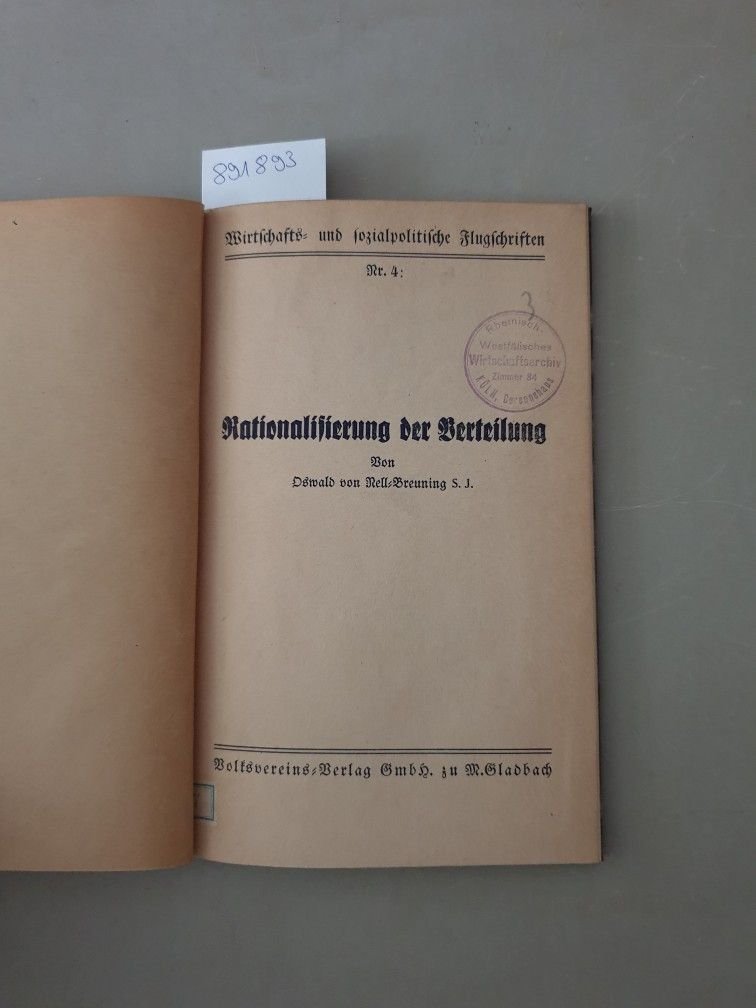 891893
Wirtschafts- und sozialpolitische Flugschriften
Nr. 4:
3
Rheinisch-
Westfälisches
Wirtschaftsarchiv
Zimmer 84
KÖLN,
Rationalisierung der Verteilung
Von
Oswald von Nell-Breuning S. J.
Volksvereins-Verlag GmbH. zu M.Gladbach